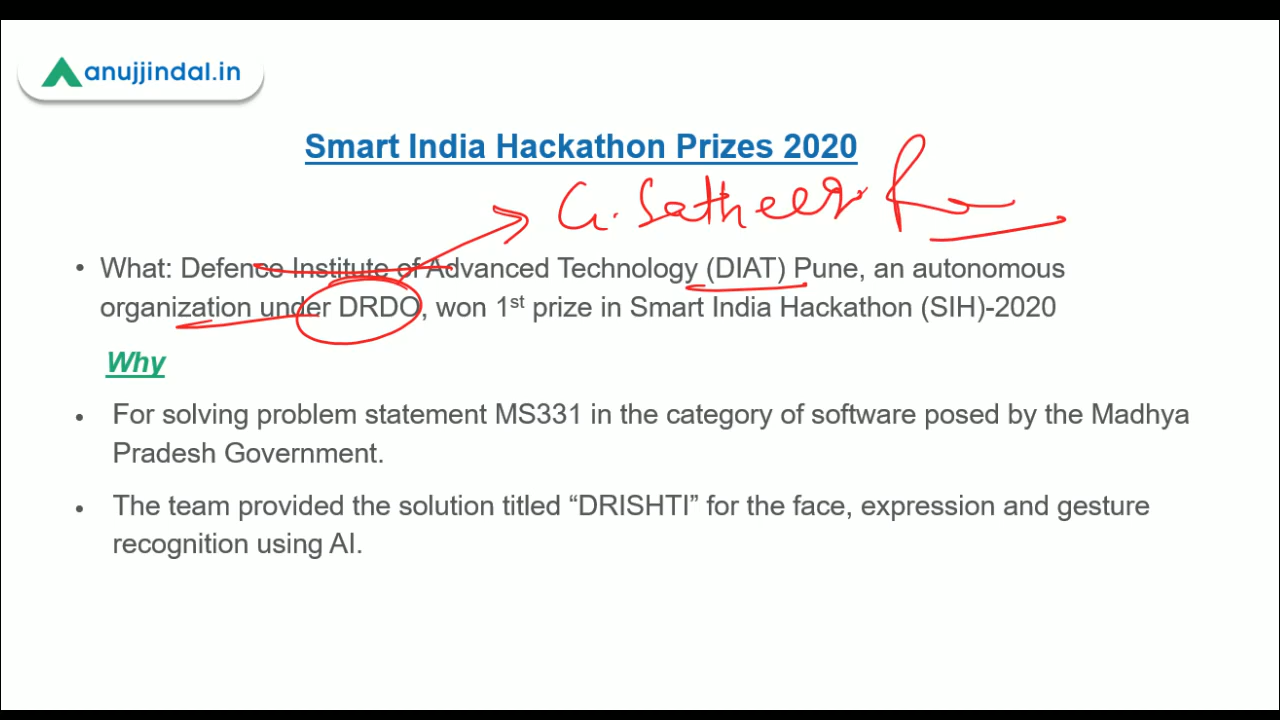 anujjindal.in
Smart India Hackathon Prizes 2020
G. Satheesh
• What: Defence Institute of Advanced Technology (DIAT) Pune, an autonomous
organization under DRDO, won 1st prize in Smart India Hackathon (SIH)-2020
Why
• For solving problem statement MS331 in the category of software posed by the Madhya
Pradesh Government.
• The team provided the solution titled “DRISHTI” for the face, expression and gesture
recognition using AI.